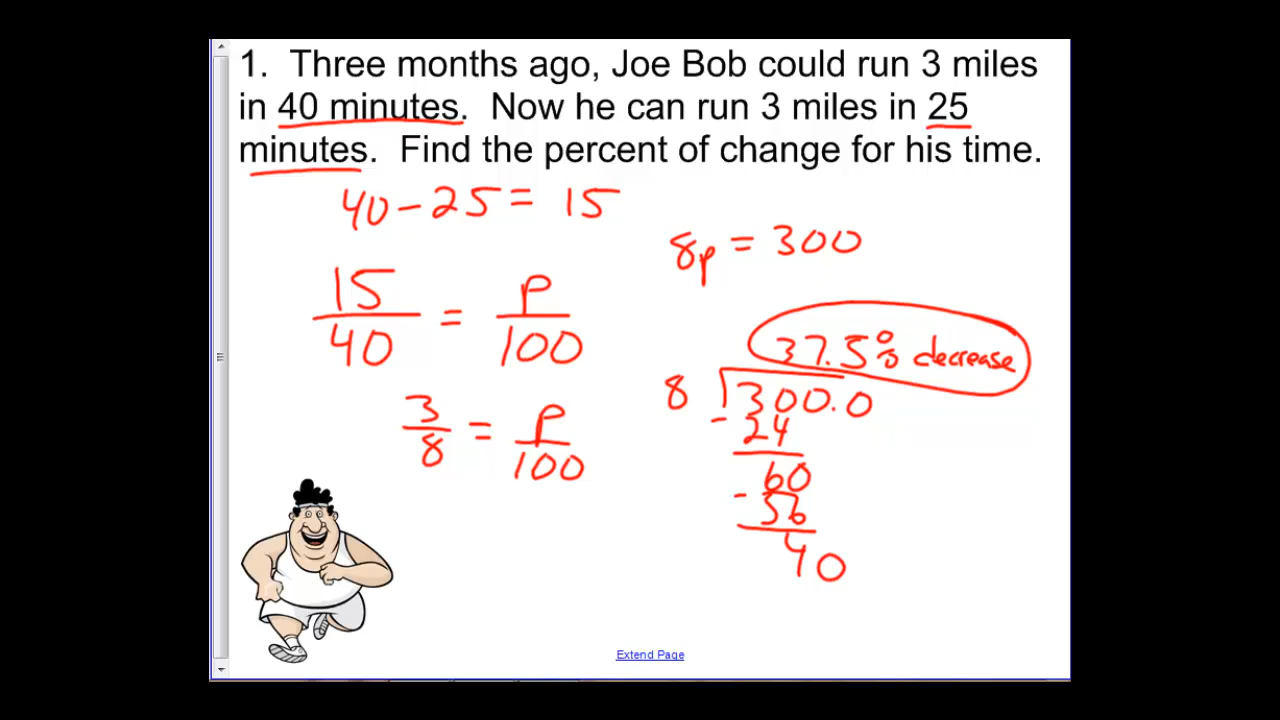 1. Three months ago, Joe Bob could run 3 miles
in 40 minutes. Now he can run 3 miles in 25
minutes. Find the percent of change for his time.
40 - 25 = 15
15/40 = P/100
3/8 = P/100
8p = 300
37.5% decrease
8 300.0
- 24
60
- 56
40
Extend Page